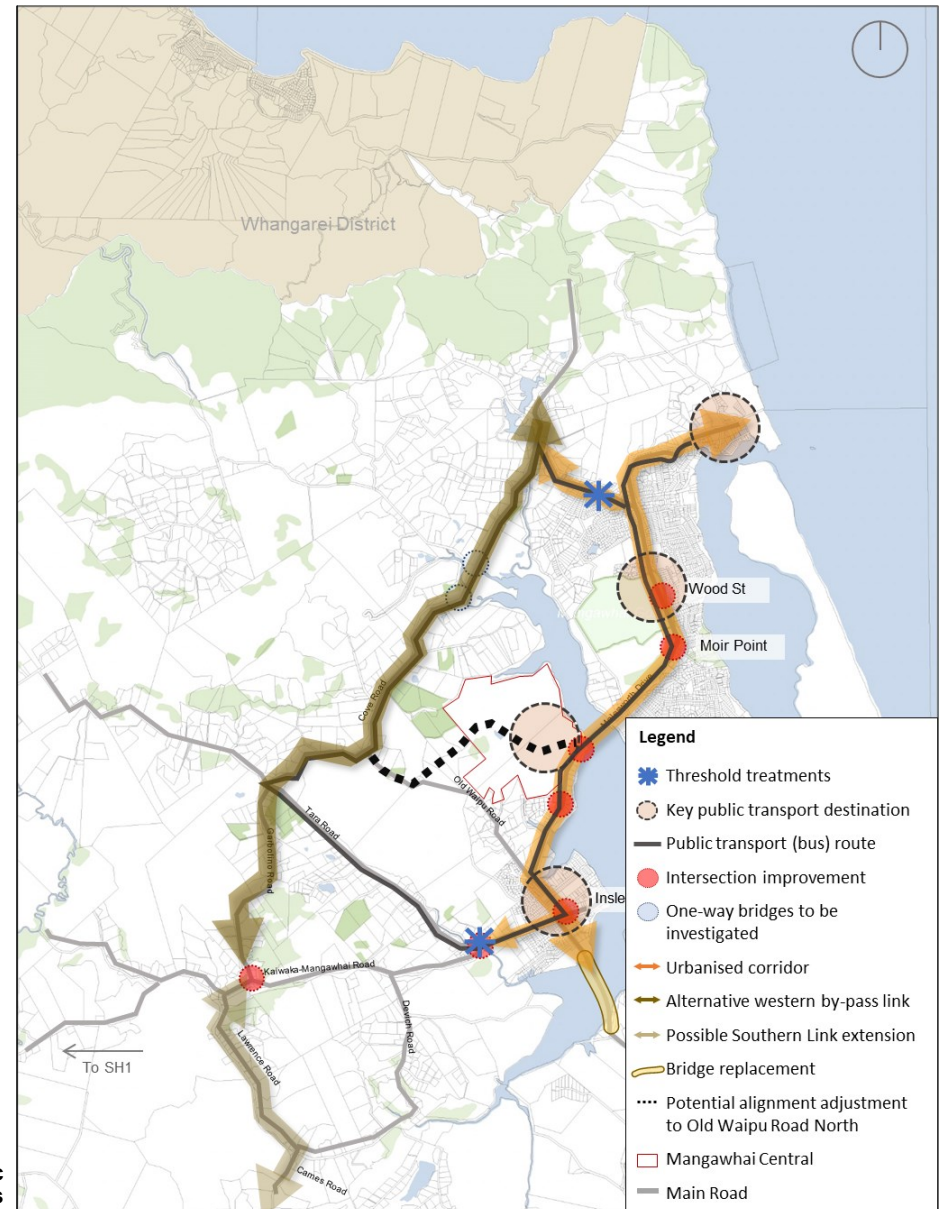 Whangarei District
Wood St
Moir Point
Cove Road
Old Waipu Road
Tara Road
Garbolino Road
Insle
Kaiwaka-Mangawhai Road
Devich Road
Lawrence Road
To SH1
Cames Road
Legend
Threshold treatments
Key public transport destination
Public transport (bus) route
Intersection improvement
One-way bridges to be
investigated
Urbanised corridor
Alternative western by-pass link
Possible Southern Link extension
Bridge replacement
Potential alignment adjustment
to Old Waipu Road North
Mangawhai Central
Main Road